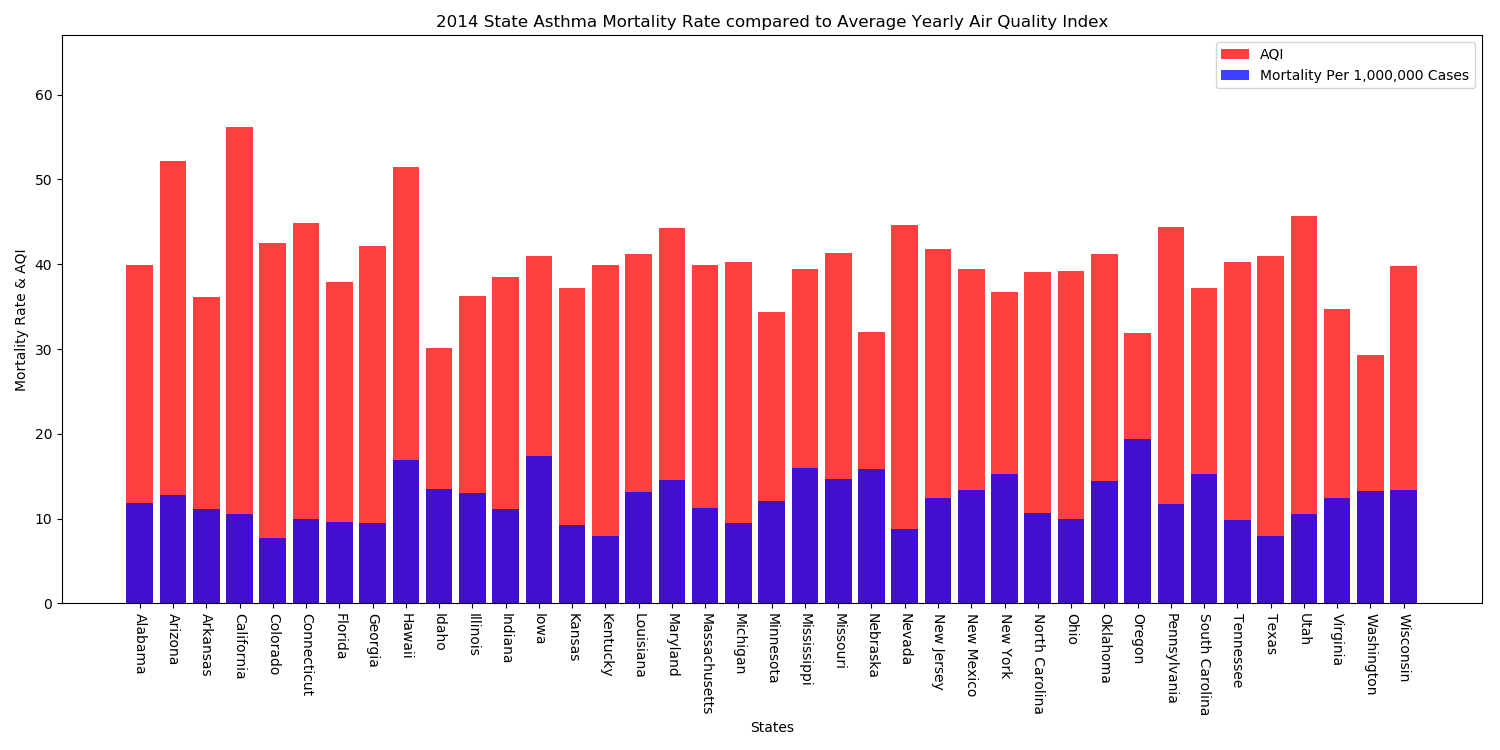 2014 State Asthma Mortality Rate compared to Average Yearly Air Quality Index
AQI
Mortality Per 1,000,000 Cases
Mortality Rate & AQI
60
50
40
30
20
10
0
Alabama
Arizona
Arkansas
California
Colorado
Connecticut
Florida
Georgia
Hawaii
Idaho
Illinois
Indiana
Iowa
Kansas
Kentucky
Louisiana
Maryland
Massachusetts
Michigan
Minnesota
Mississippi
Missouri
Nebraska
Nevada
New Jersey
New Mexico
New York
North Carolina
Ohio
Oklahoma
Oregon
Pennsylvania
South Carolina
Tennessee
Texas
Utah
Virginia
Washington
Wisconsin
States